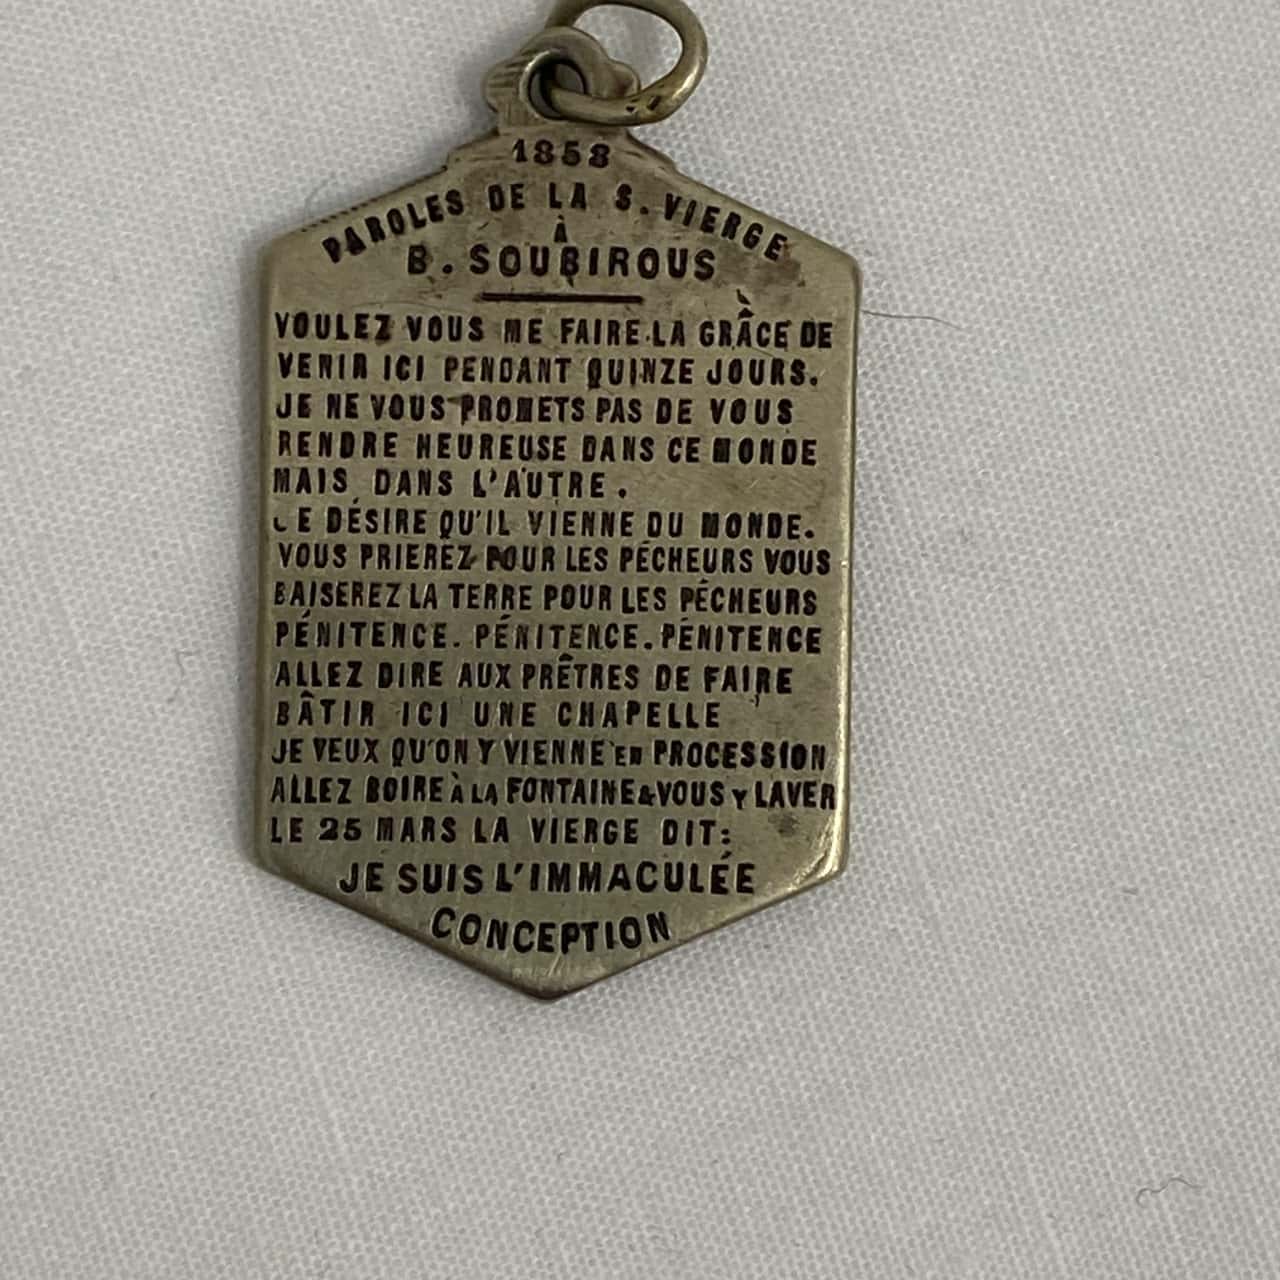 1858
PAROLES DE LA S. VIERGE
À
B. SOUBIROUS
VOULEZ VOUS ME FAIRE LA GRÂCE DE
VENIR ICI PENDANT QUINZE JOURS.
JE NE VOUS PROMETS PAS DE VOUS
RENDRE HEUREUSE DANS CE MONDE
MAIS DANS L'AUTRE.
JE DÉSIRE QU'IL VIENNE DU MONDE.
VOUS PRIEREZ POUR LES PÉCHEURS VOUS
BAISEREZ LA TERRE POUR LES PÉCHEURS
PÉNITENCE. PÉNITENCE. PÉNITENCE
ALLEZ DIRE AUX PRÊTRES DE FAIRE
BÂTIR ICI UNE CHAPELLE
JE VEUX QU'ON Y VIENNE EN PROCESSION
ALLEZ BOIRE À LA FONTAINE & VOUS Y LAVER
LE 25 MARS LA VIERGE DIT:
JE SUIS L'IMMACULÉE
CONCEPTION